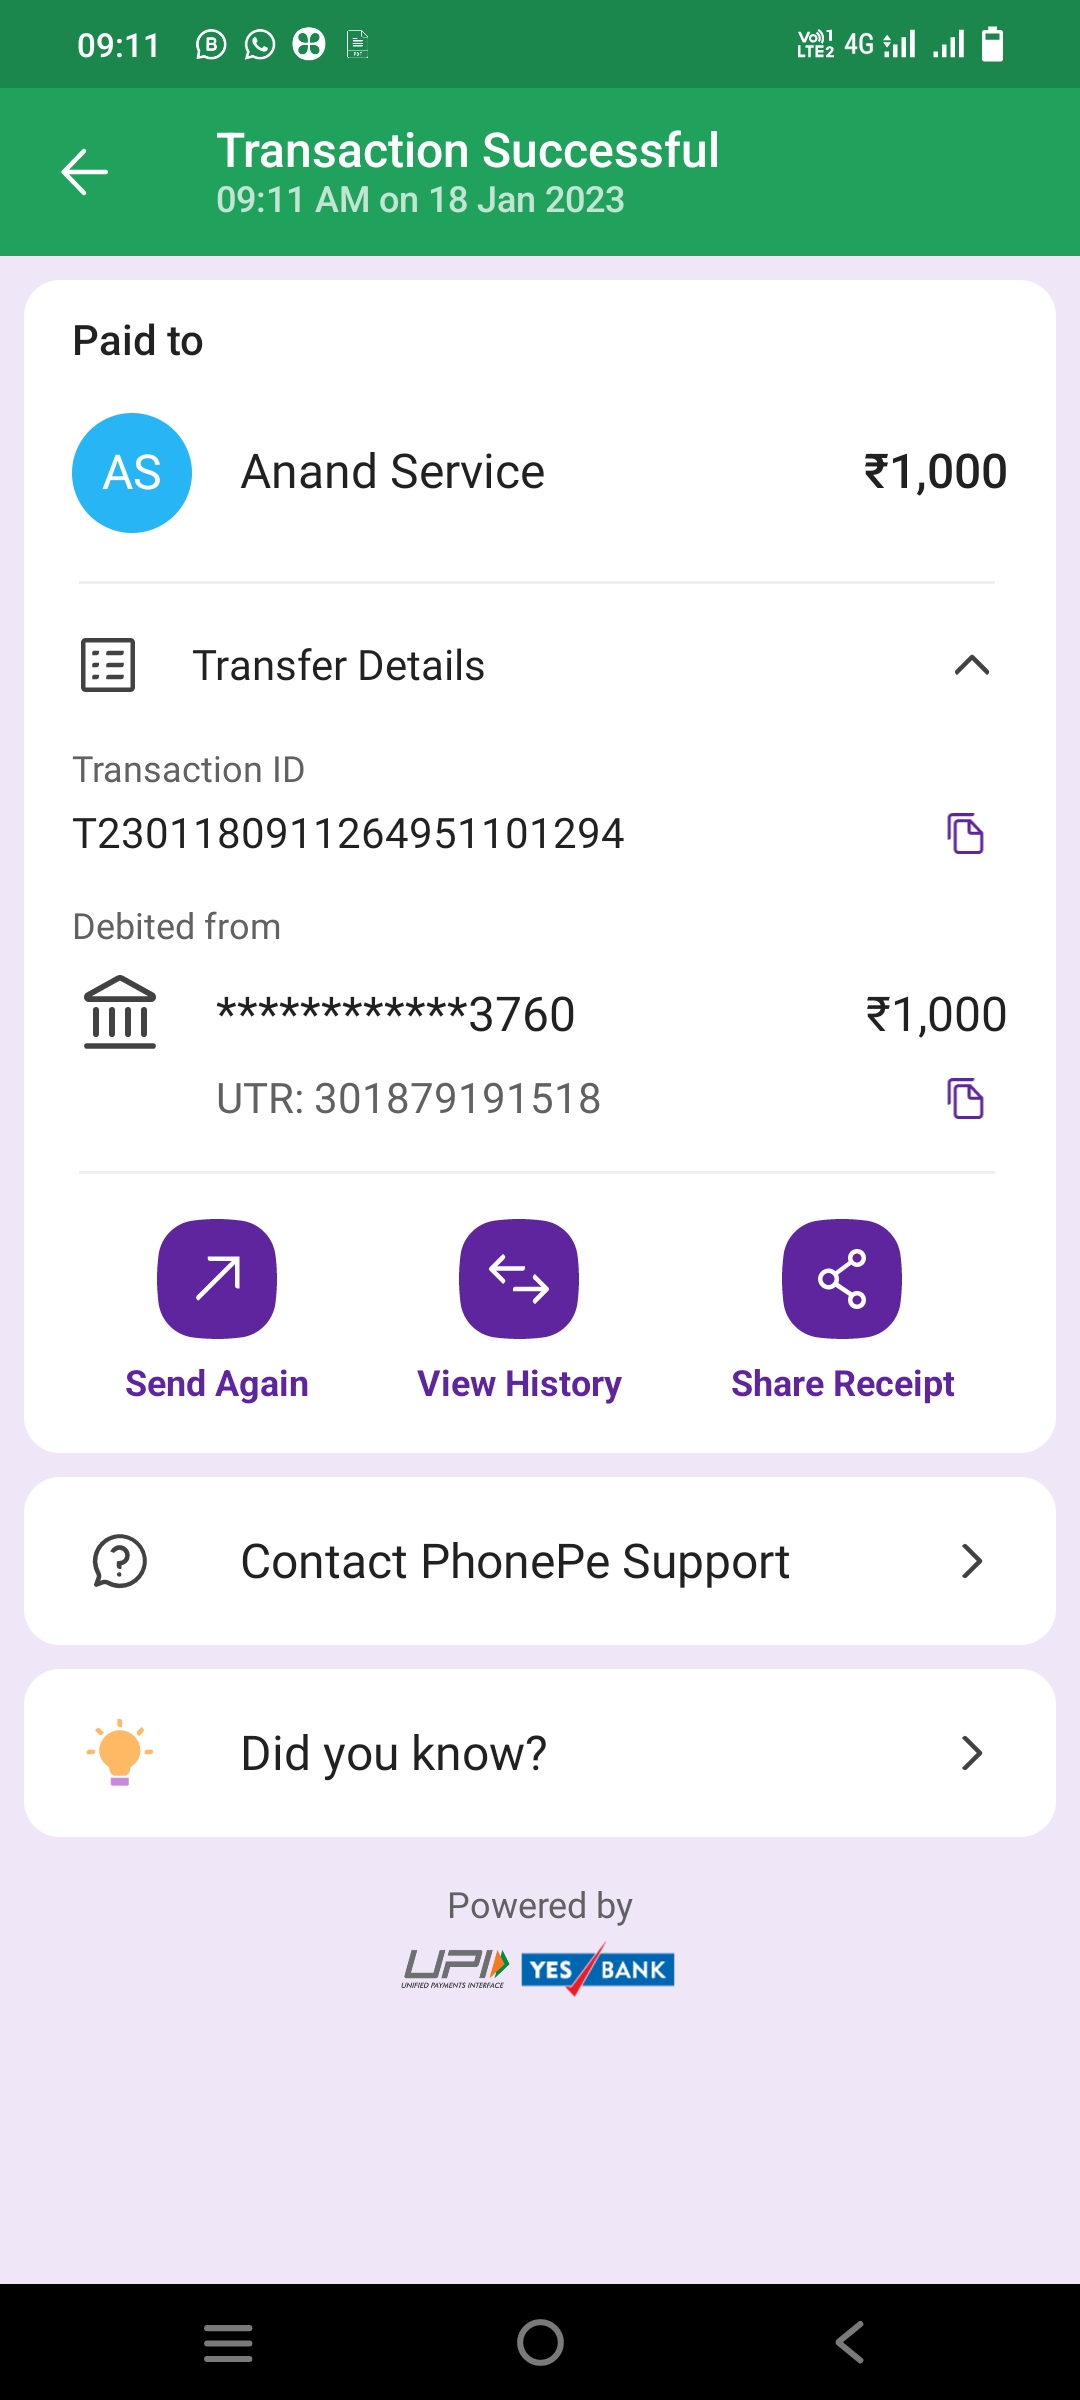 09:11
Vo)) 1 LTE2 4G
Transaction Successful
09:11 AM on 18 Jan 2023
Paid to
AS Anand Service ₹1,000
Transfer Details
Transaction ID
T2301180911264951101294
Debited from
************3760 ₹1,000
UTR: 301879191518
Send Again View History Share Receipt
Contact PhonePe Support
Did you know?
Powered by
UPI YES BANK
UNIFIED PAYMENTS INTERFACE